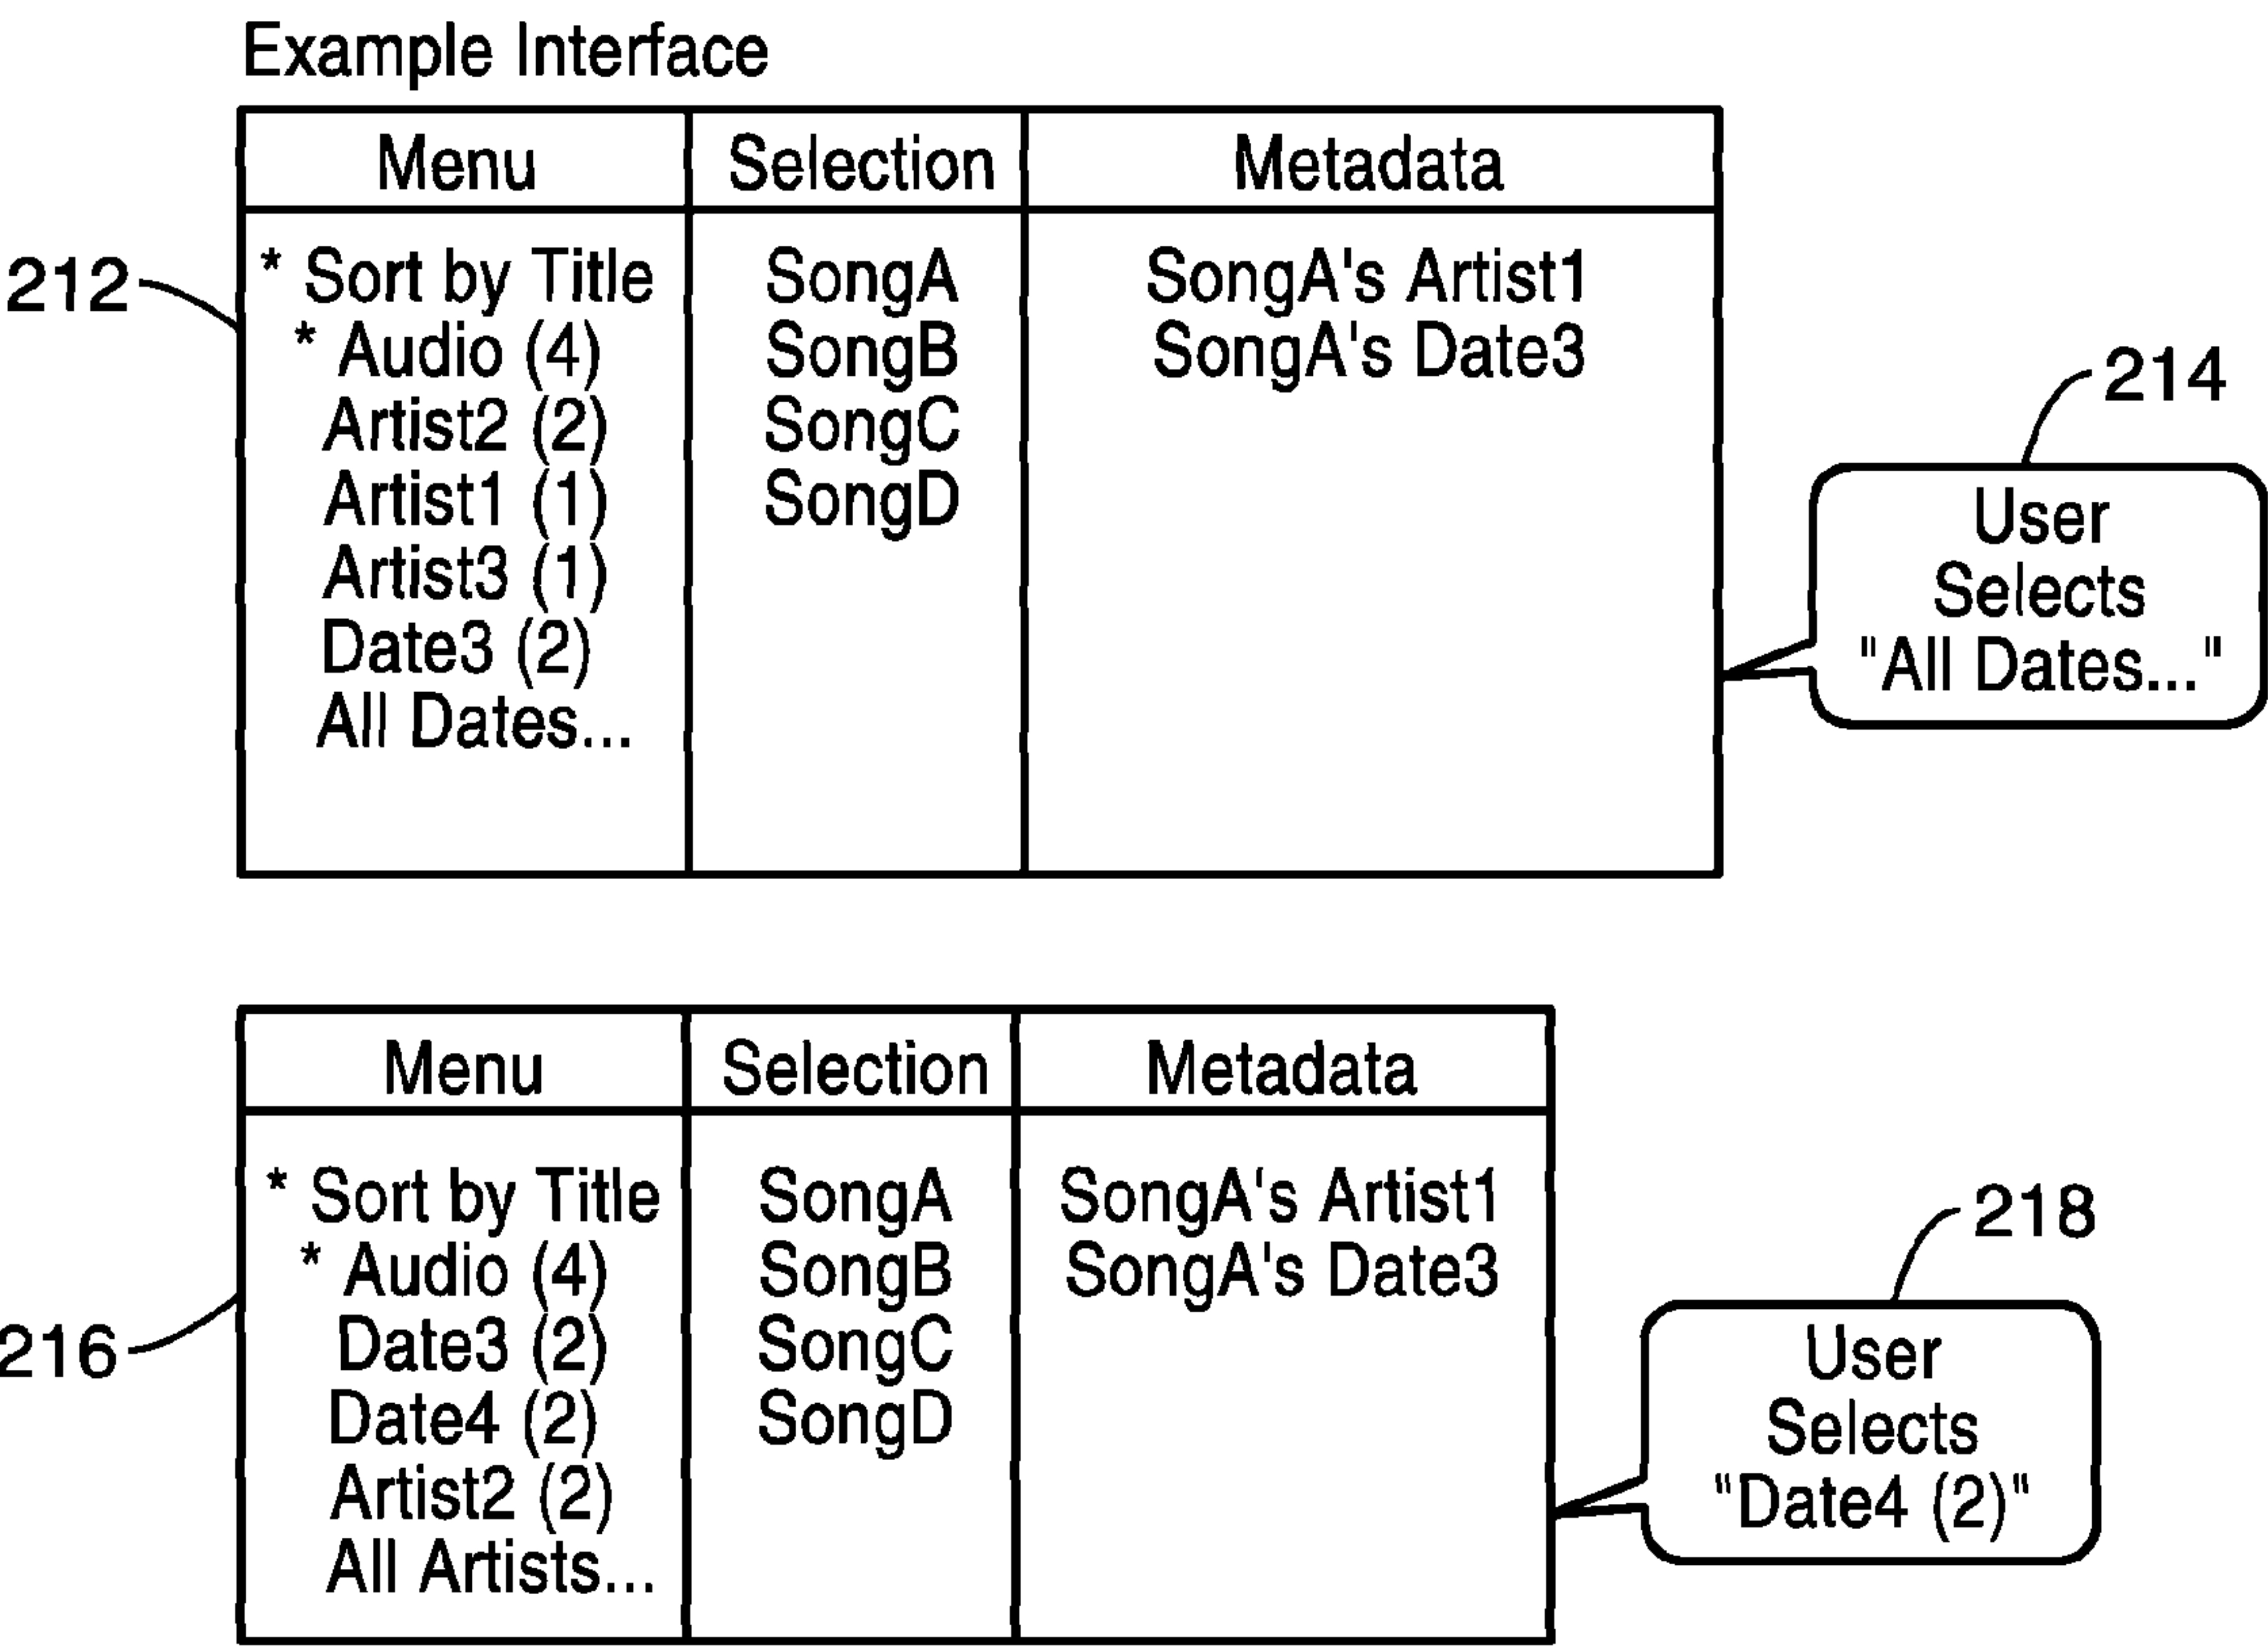 Example Interface
Menu Selection Metadata
* Sort by Title SongA SongA's Artist1
* Audio (4) SongB SongA's Date3
Artist2 (2) SongC
Artist1 (1) SongD
Artist3 (1)
Date3 (2)
All Dates...
212
214
User
Selects
"All Dates... "
Menu Selection Metadata
* Sort by Title SongA SongA's Artist1
* Audio (4) SongB SongA's Date3
Date3 (2) SongC
Date4 (2) SongD
Artist2 (2)
All Artists...
216
218
User
Selects
"Date4 (2)"